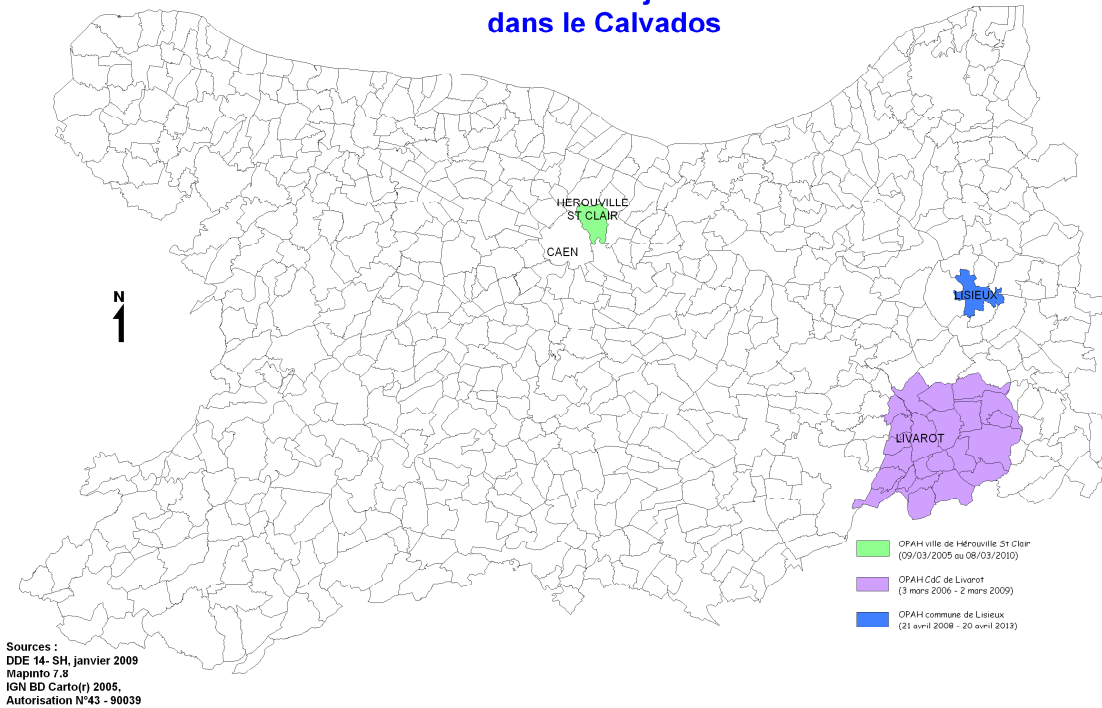 dans le Calvados
HEROUVILLE
ST CLAIR
CAEN
N
LISIEUX
LIVAROT
OPAH ville de Hérouville St Clair
(09/03/2005 au 08/03/2010)
OPAH CdC de Livarot
(3 mars 2006 - 2 mars 2009)
OPAH commune de Lisieux
(21 avril 2008 - 20 avril 2013)
Sources :
DDE 14- SH, janvier 2009
Mapinfo 7.8
IGN BD Carto(r) 2005,
Autorisation N°43 - 90039